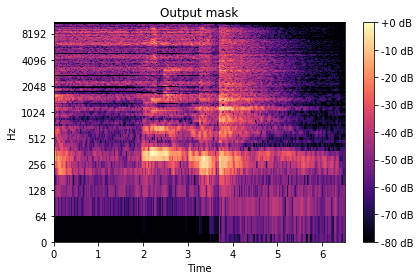 Output mask
8192
4096
2048
1024
512
256
128
64
0
Hz
0 1 2 3 4 5 6
Time
+0 dB
-10 dB
-20 dB
-30 dB
-40 dB
-50 dB
-60 dB
-70 dB
-80 dB